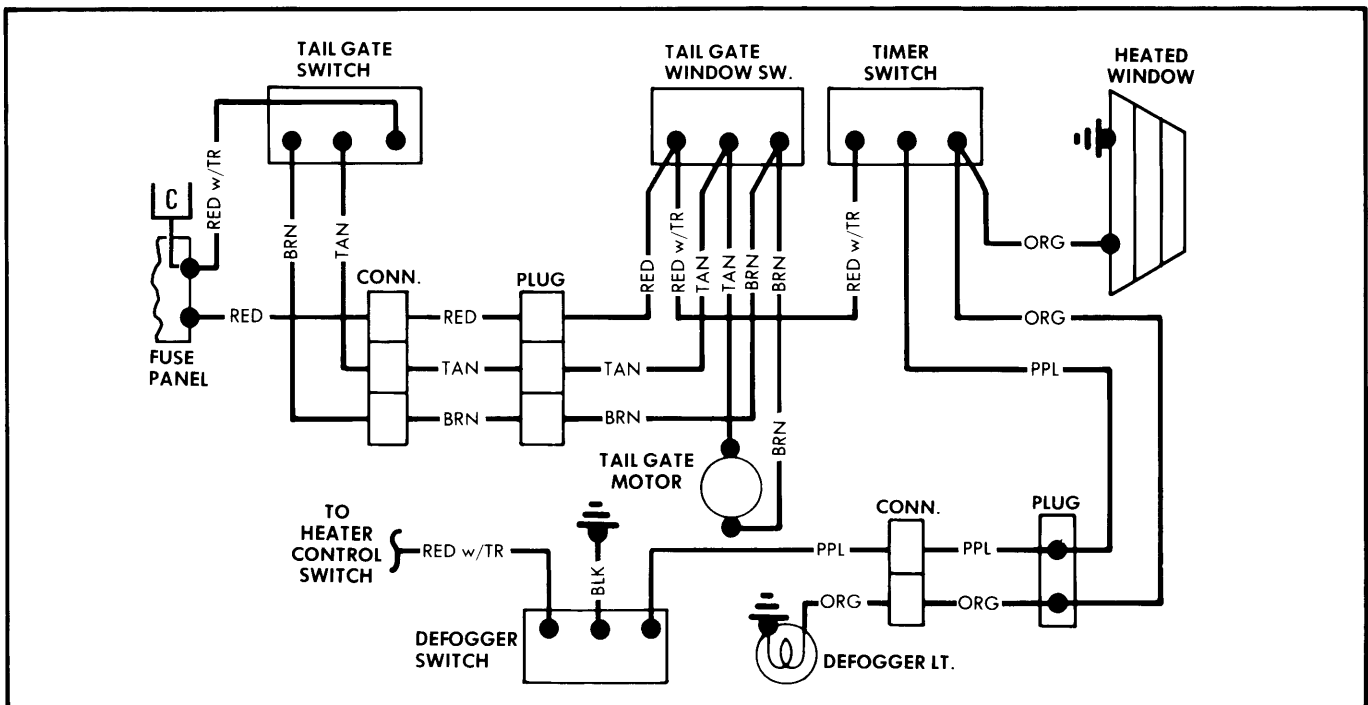 TAIL GATE
SWITCH
TAIL GATE
WINDOW SW.
TIMER
SWITCH
HEATED
WINDOW
C
RED w/TR
BRN
TAN
RED
RED w/TR
TAN
TAN
BRN
BRN
RED w/TR
ORG
CONN.
PLUG
RED
RED
ORG
FUSE
PANEL
TAN
TAN
PPL
BRN
BRN
BRN
TAIL GATE
MOTOR
CONN.
PLUG
TO
HEATER
CONTROL
SWITCH
RED w/TR
BLK
PPL
PPL
ORG
ORG
DEFOGGER
SWITCH
DEFOGGER LT.